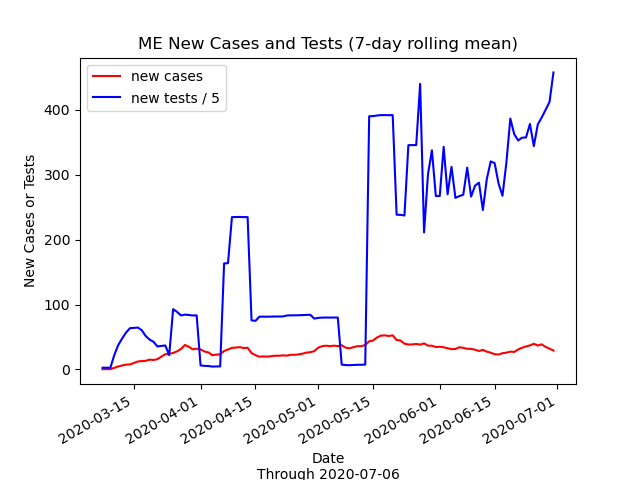 ME New Cases and Tests (7-day rolling mean)
new cases
new tests / 5
New Cases or Tests
400
300
200
100
0
2020-03-15
2020-04-01
2020-04-15
2020-05-01
2020-05-15
2020-06-01
2020-06-15
2020-07-01
Date
Through 2020-07-06